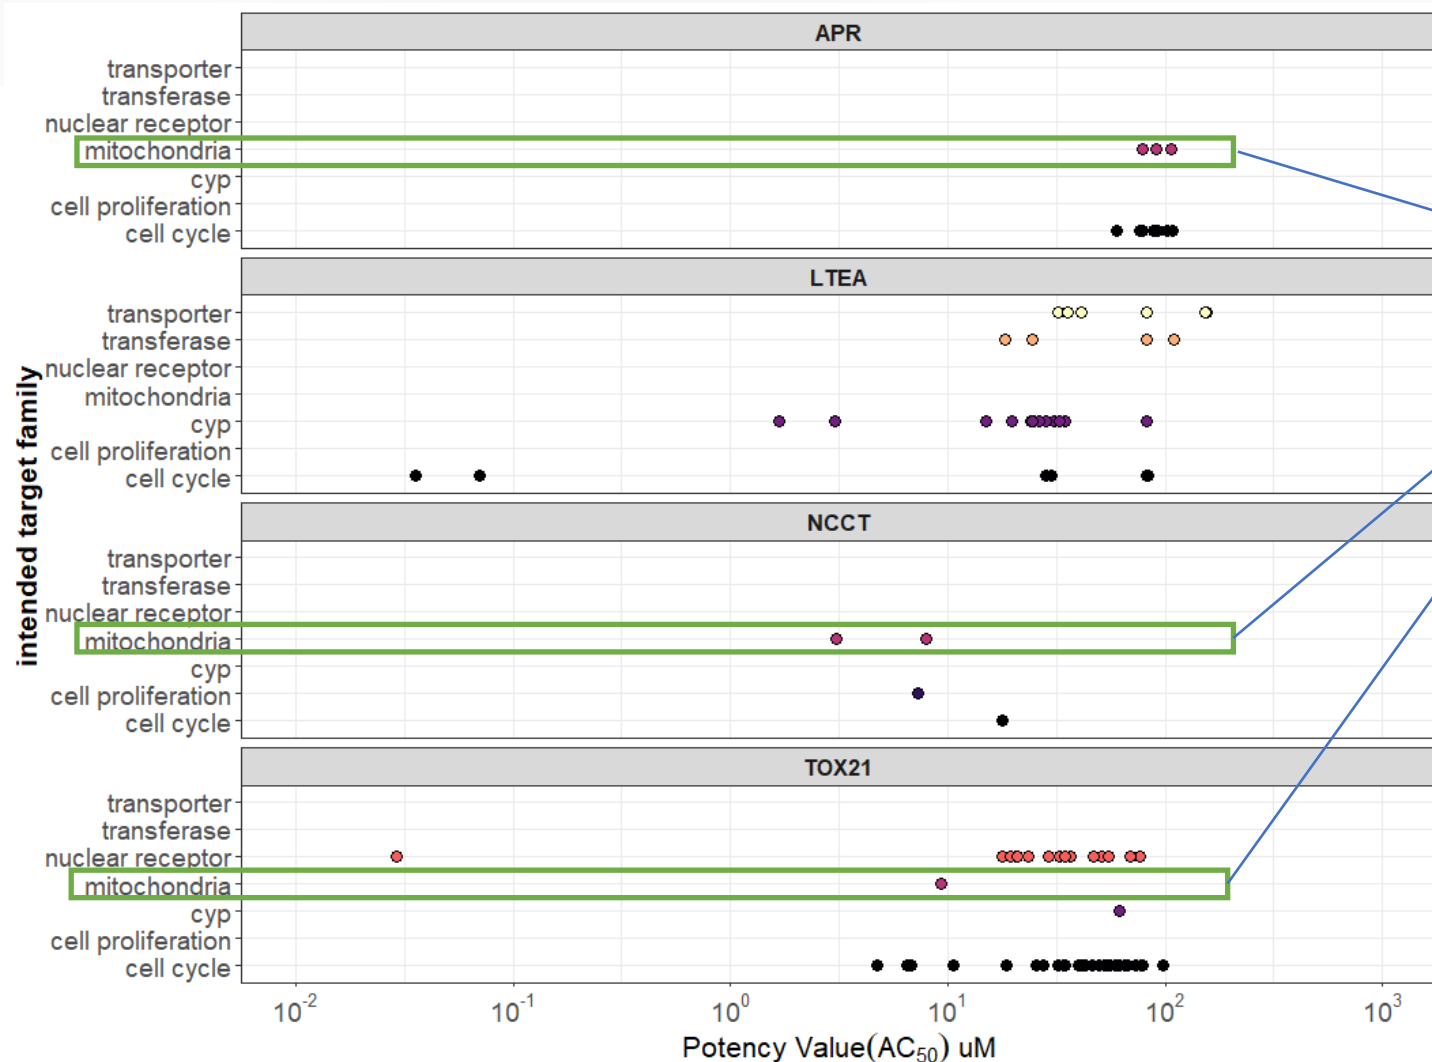 APR
transporter
transferase
nuclear receptor
mitochondria
cyp
cell proliferation
cell cycle
LTEA
transporter
transferase
nuclear receptor
mitochondria
cyp
cell proliferation
cell cycle
intended target family
NCCT
transporter
transferase
nuclear receptor
mitochondria
cyp
cell proliferation
cell cycle
TOX21
transporter
transferase
nuclear receptor
mitochondria
cyp
cell proliferation
cell cycle
10⁻² 10⁻¹ 10⁰ 10¹ 10² 10³
Potency Value(AC₅₀) uM